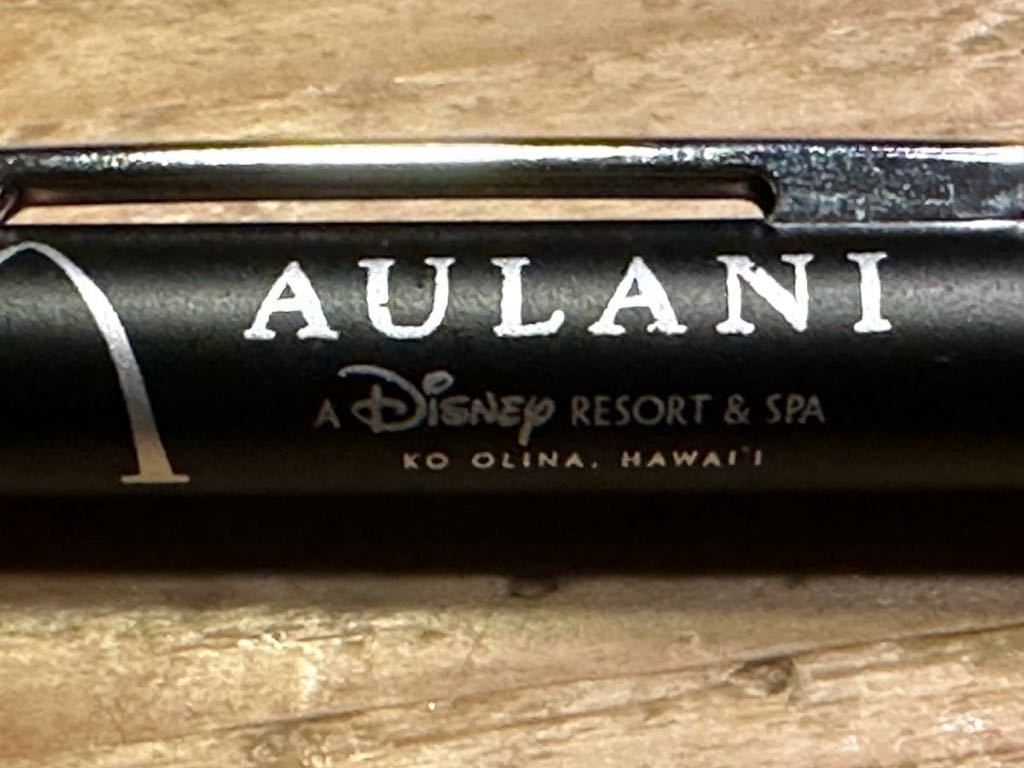 AULANI
A Disney RESORT & SPA
KO OLINA, HAWAI'I